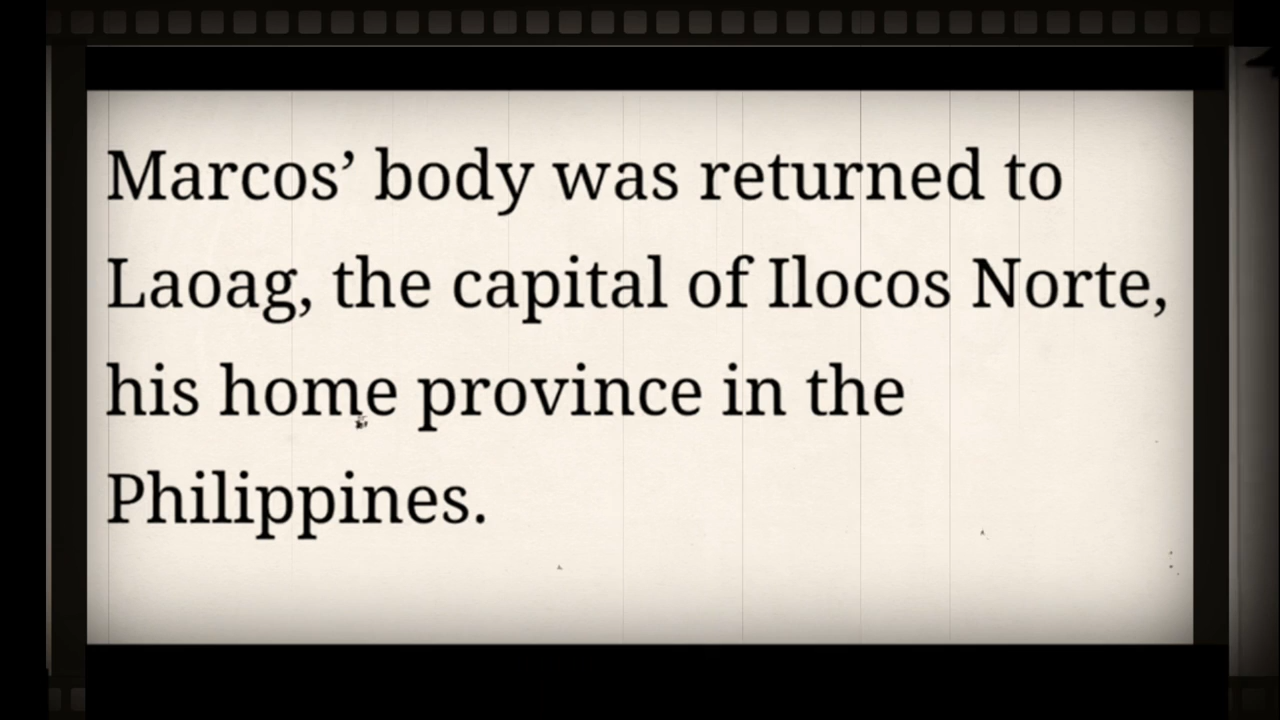 Marcos’ body was returned to
Laoag, the capital of Ilocos Norte,
his home province in the
Philippines.